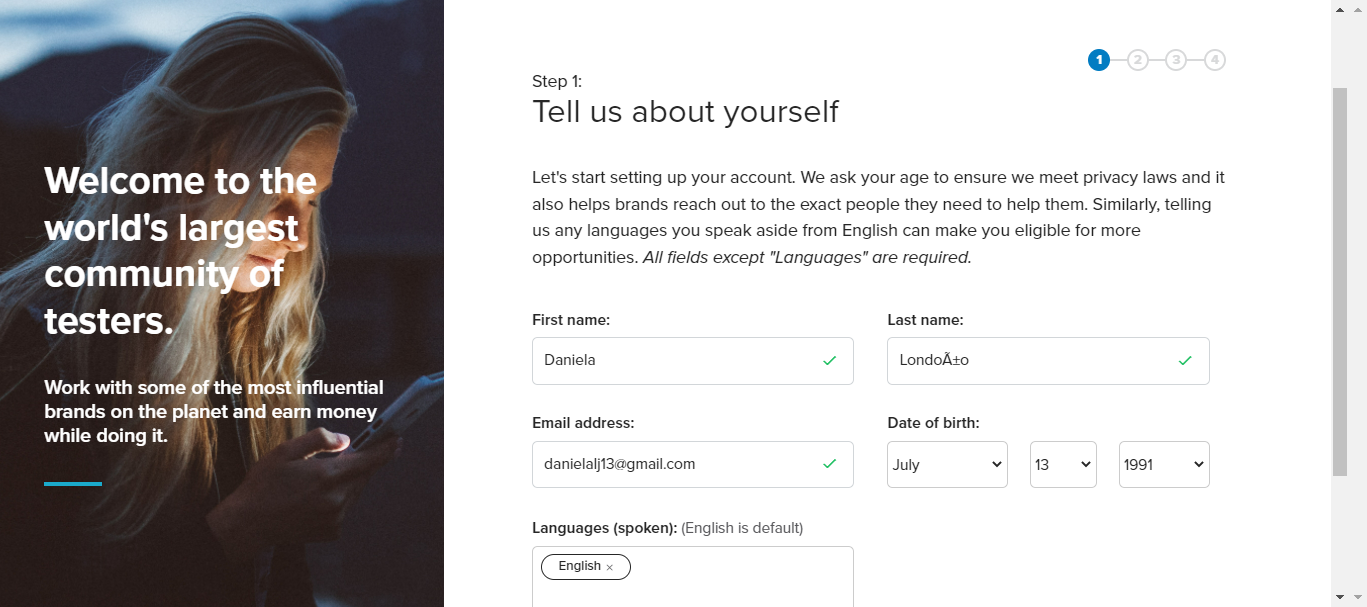 Welcome to the
world's largest
community of
testers.
Work with some of the most influential
brands on the planet and earn money
while doing it.
1 2 3 4
Step 1:
Tell us about yourself
Let's start setting up your account. We ask your age to ensure we meet privacy laws and it
also helps brands reach out to the exact people they need to help them. Similarly, telling
us any languages you speak aside from English can make you eligible for more
opportunities. All fields except "Languages" are required.
First name: Last name:
Daniela LondoÃ±o
Email address: Date of birth:
danielalj13@gmail.com July 13 1991
Languages (spoken): (English is default)
English ×